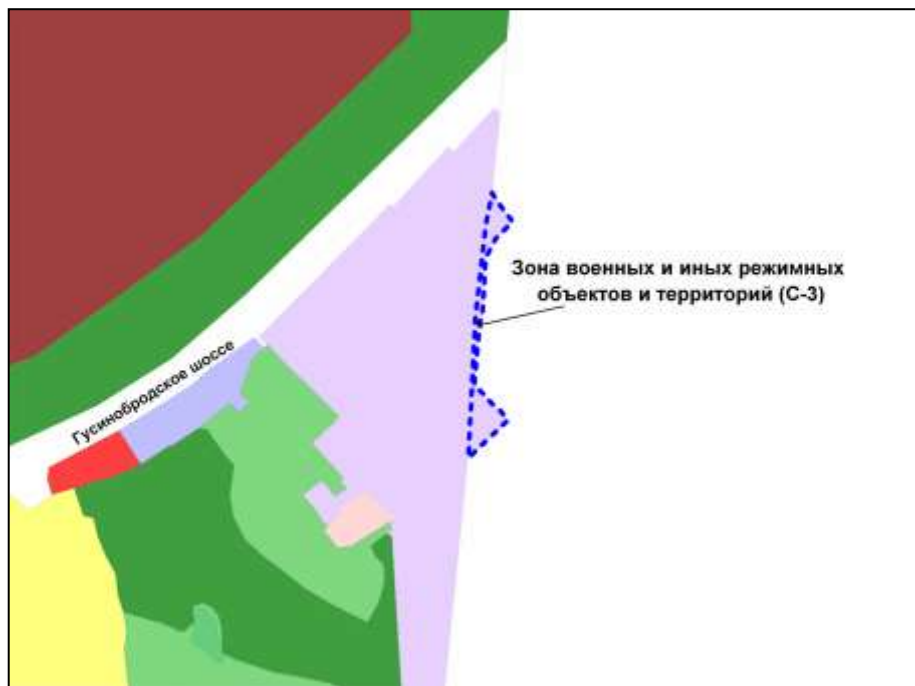 Зона военных и иных режимных
объектов и территорий (С-3)
Гусинобродское шоссе